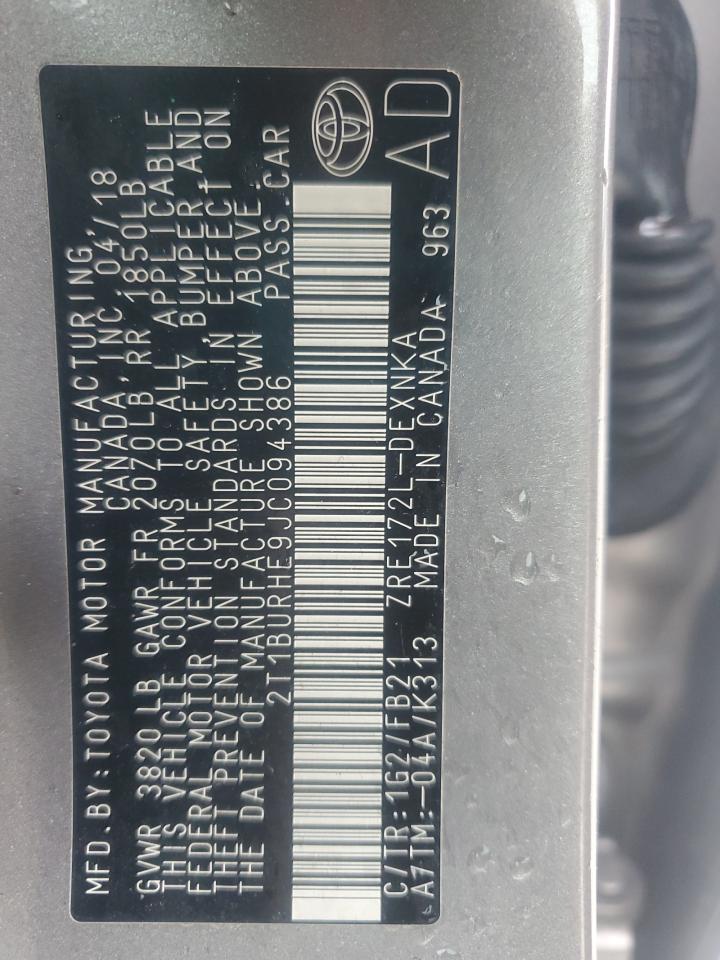 MFD.BY:TOYOTA MOTOR MANUFACTURING,
CANADA, INC. 04/18
GVWR 3820LB GAWR FR 2070LB, RR 1850LB
THIS VEHICLE CONFORMS TO ALL APPLICABLE
FEDERAL MOTOR VEHICLE SAFETY, BUMPER, AND
THEFT PREVENTION STANDARDS IN EFFECT ON
THE DATE OF MANUFACTURE SHOWN ABOVE.
2T1BURHE9JC094386 PASS.CAR
C/TR:1G2/FB21 ZRE172L-DEXNKA AD
A/TM:-04A/K313 MADE IN CANADA 963